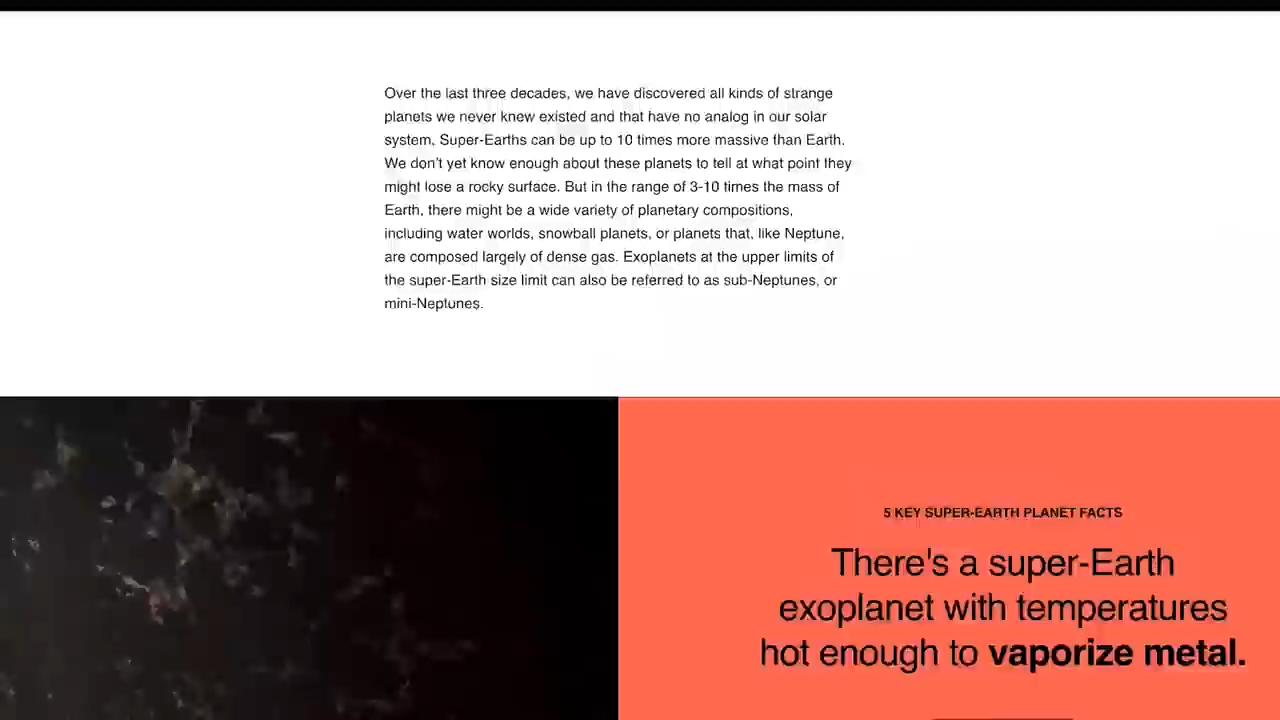 Over the last three decades, we have discovered all kinds of strange
planets we never knew existed and that have no analog in our solar
system, Super-Earths can be up to 10 times more massive than Earth.
We don't yet know enough about these planets to tell at what point they
might lose a rocky surface. But in the range of 3-10 times the mass of
Earth, there might be a wide variety of planetary compositions,
including water worlds, snowball planets, or planets that, like Neptune,
are composed largely of dense gas. Exoplanets at the upper limits of
the super-Earth size limit can also be referred to as sub-Neptunes, or
mini-Neptunes.
5 KEY SUPER-EARTH PLANET FACTS
There's a super-Earth
exoplanet with temperatures
hot enough to vaporize metal.